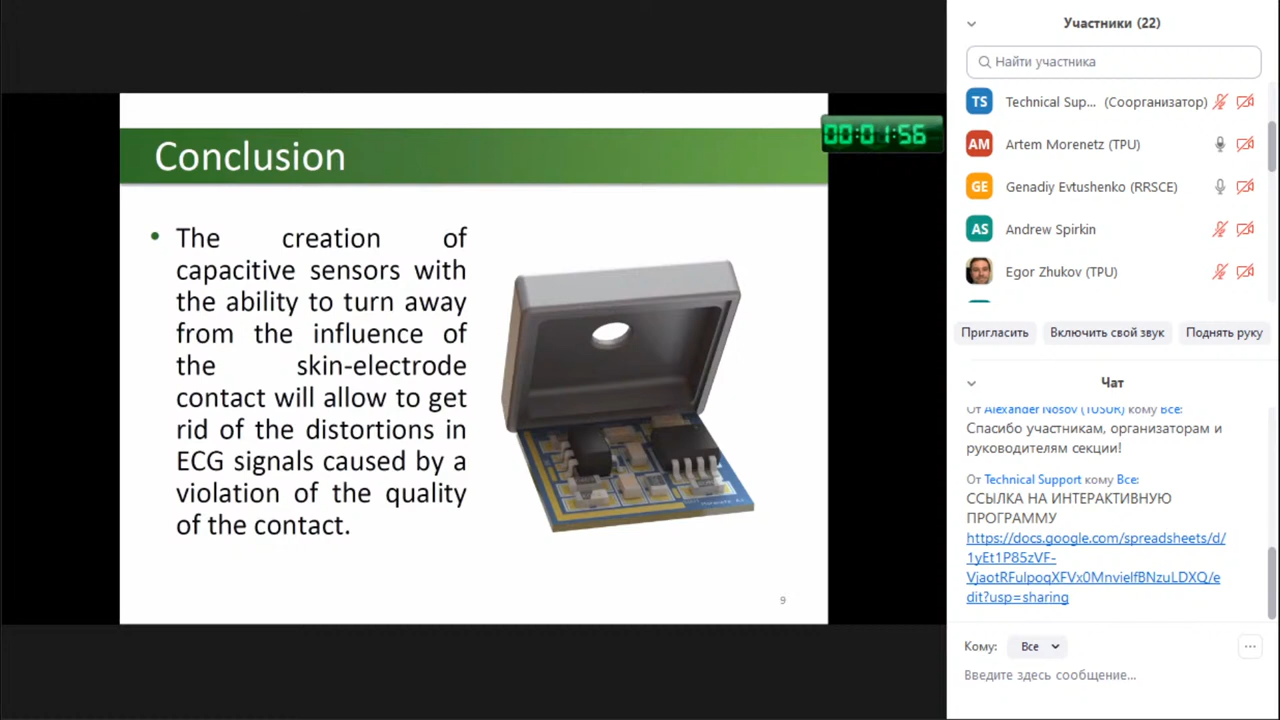 Conclusion
00:01:56
• The creation of
capacitive sensors with
the ability to turn away
from the influence of
the skin-electrode
contact will allow to get
rid of the distortions in
ECG signals caused by a
violation of the quality
of the contact.
9
Участники (22)
Найти участника
TS Technical Sup... (Соорганизатор)
AM Artem Morenetz (TPU)
GE Genadiy Evtushenko (RRSCE)
AS Andrew Spirkin
Egor Zhukov (TPU)
Пригласить Включить свой звук Поднять руку
Чат
От Alexander Nosov (TUSUR) кому Все:
Спасибо участникам, организаторам и
руководителям секции!
От Technical Support кому Все:
ССЫЛКА НА ИНТЕРАКТИВНУЮ
ПРОГРАММУ
https://docs.google.com/spreadsheets/d/
1yEt1P85zVF-
VjaotRFulpoqXFVx0MnvielfBNzuLDXQ/e
dit?usp=sharing
Кому: Все
Введите здесь сообщение...